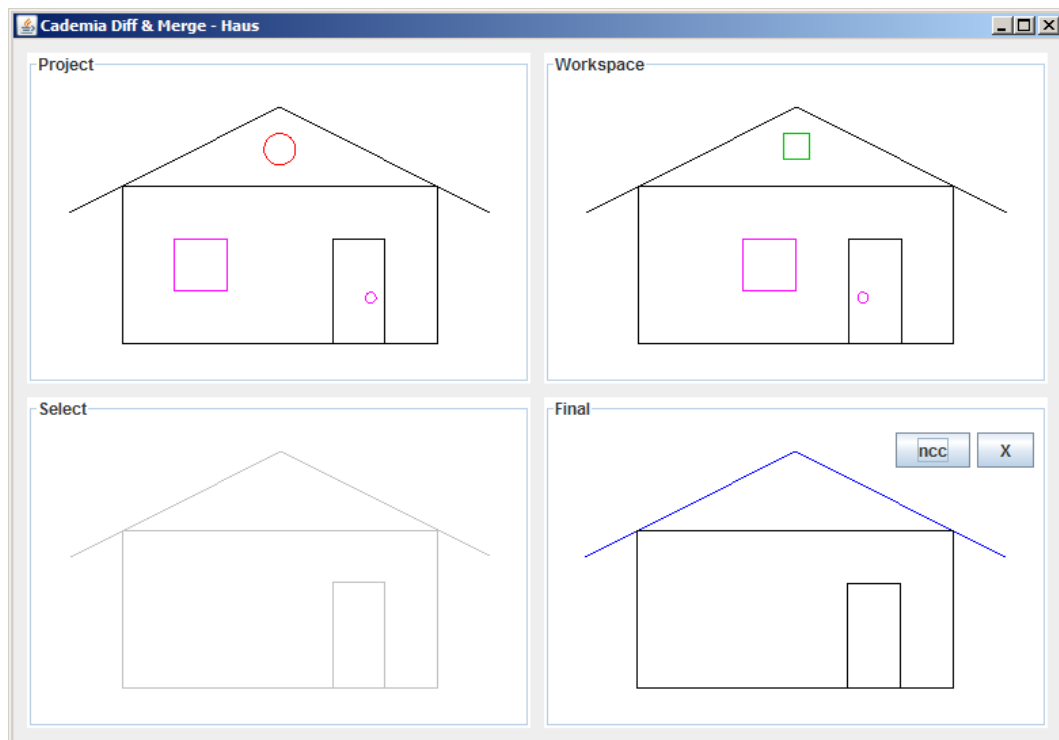 Cademia Diff & Merge - Haus
Project
Workspace
Select
Final
ncc
X